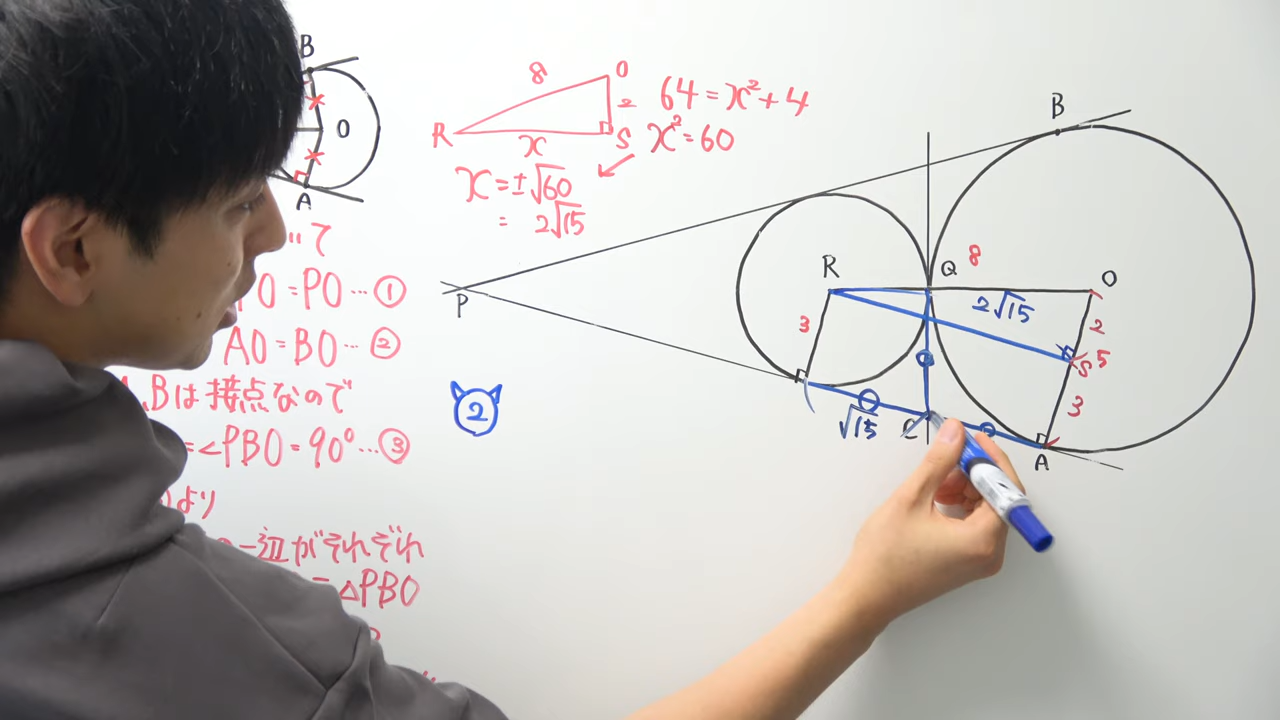 B
O
A
8
O
2
R
S
x
64=x²+4
x²=60
x=±√60
= 2√15
いて
PO=PO…①
AO=BO…②
A,Bは接点なので
=∠PBO=90°…③
より
の一辺がそれぞれ
△PBO
2
P
B
R
Q
8
O
2√15
3
2
S
5
3
√15
C
A